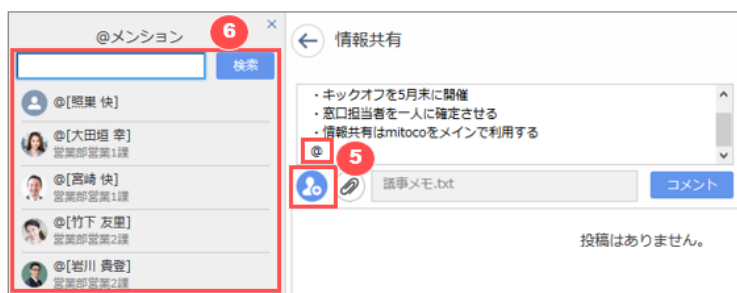 @メンション
×
6
検索
@[照巣 快]
@[大田垣 幸]
営業部営業1課
@[宮崎 快]
営業部営業1課
@[竹下 友里]
営業部営業2課
@[岩川 貴登]
営業部営業2課
情報共有
・キックオフを5月末に開催
・窓口担当者を一人に確定させる
・情報共有はmitocoをメインで利用する
@
5
議事メモ.txt
コメント
投稿はありません。